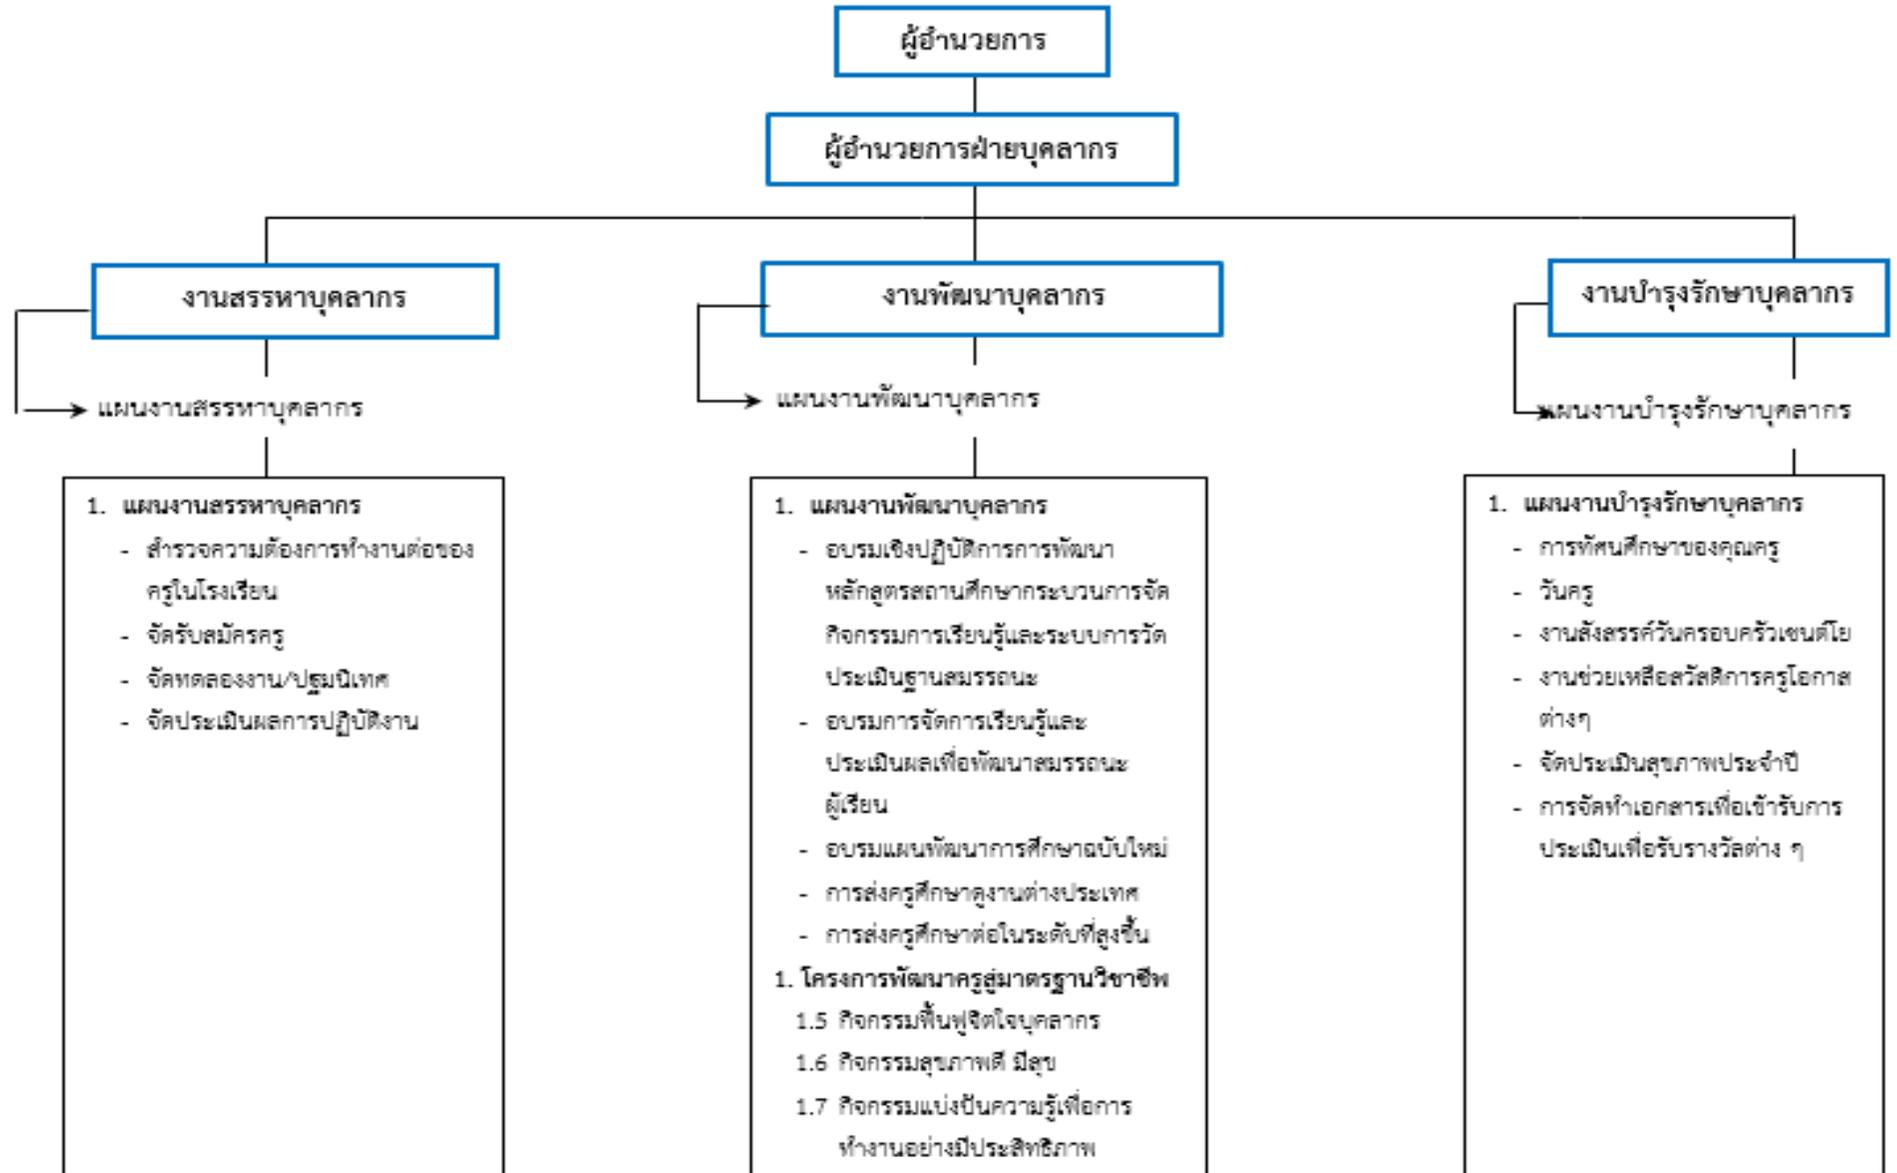 ผู้อำนวยการ
ผู้อำนวยการฝ่ายบุคลากร
งานสรรหาบุคลากร
แผนงานสรรหาบุคลากร
1. แผนงานสรรหาบุคลากร
- สำรวจความต้องการทำงานต่อของ
ครูในโรงเรียน
- จัดรับสมัครครู
- จัดทดลองงาน/ปฐมนิเทศ
- จัดประเมินผลการปฏิบัติงาน
งานพัฒนาบุคลากร
แผนงานพัฒนาบุคลากร
1. แผนงานพัฒนาบุคลากร
- อบรมเชิงปฏิบัติการการพัฒนา
หลักสูตรสถานศึกษากระบวนการจัด
กิจกรรมการเรียนรู้และระบบการวัด
ประเมินฐานสมรรถนะ
- อบรมการจัดการเรียนรู้และ
ประเมินผลเพื่อพัฒนาสมรรถนะ
ผู้เรียน
- อบรมแผนพัฒนาการศึกษาฉบับใหม่
- การส่งครูศึกษาดูงานต่างประเทศ
- การส่งครูศึกษาต่อในระดับที่สูงขึ้น
1. โครงการพัฒนาครูสู่มาตรฐานวิชาชีพ
1.5 กิจกรรมฟื้นฟูจิตใจบุคลากร
1.6 กิจกรรมสุขภาพดี มีสุข
1.7 กิจกรรมแบ่งปันความรู้เพื่อการ
ทำงานอย่างมีประสิทธิภาพ
งานบำรุงรักษาบุคลากร
แผนงานบำรุงรักษาบุคลากร
1. แผนงานบำรุงรักษาบุคลากร
- การทัศนศึกษาของคุณครู
- วันครู
- งานสังสรรค์วันครอบครัวเซนต์โย
- งานช่วยเหลือสวัสดิการครูโอกาส
ต่างๆ
- จัดประเมินสุขภาพประจำปี
- การจัดทำเอกสารเพื่อเข้ารับการ
ประเมินเพื่อรับรางวัลต่าง ๆ